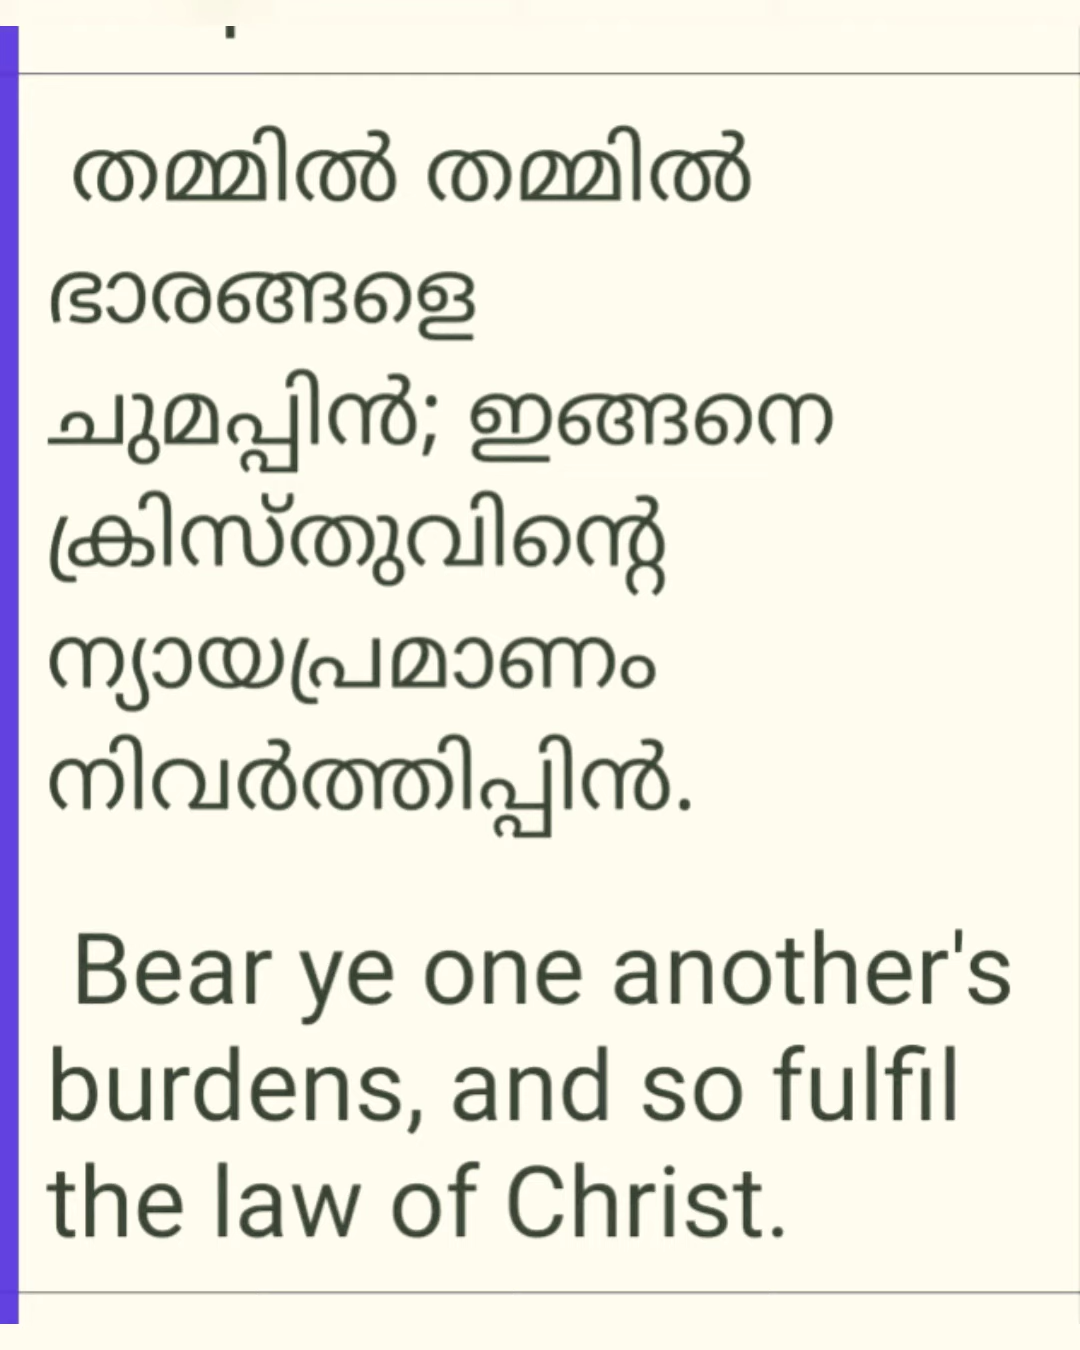 തമ്മിൽ തമ്മിൽ
ഭാരങ്ങളെ
ചുമപ്പിൻ; ഇങ്ങനെ
ക്രിസ്തുവിന്റെ
ന്യായപ്രമാണം
നിവർത്തിപ്പിൻ.
Bear ye one another's
burdens, and so fulfil
the law of Christ.